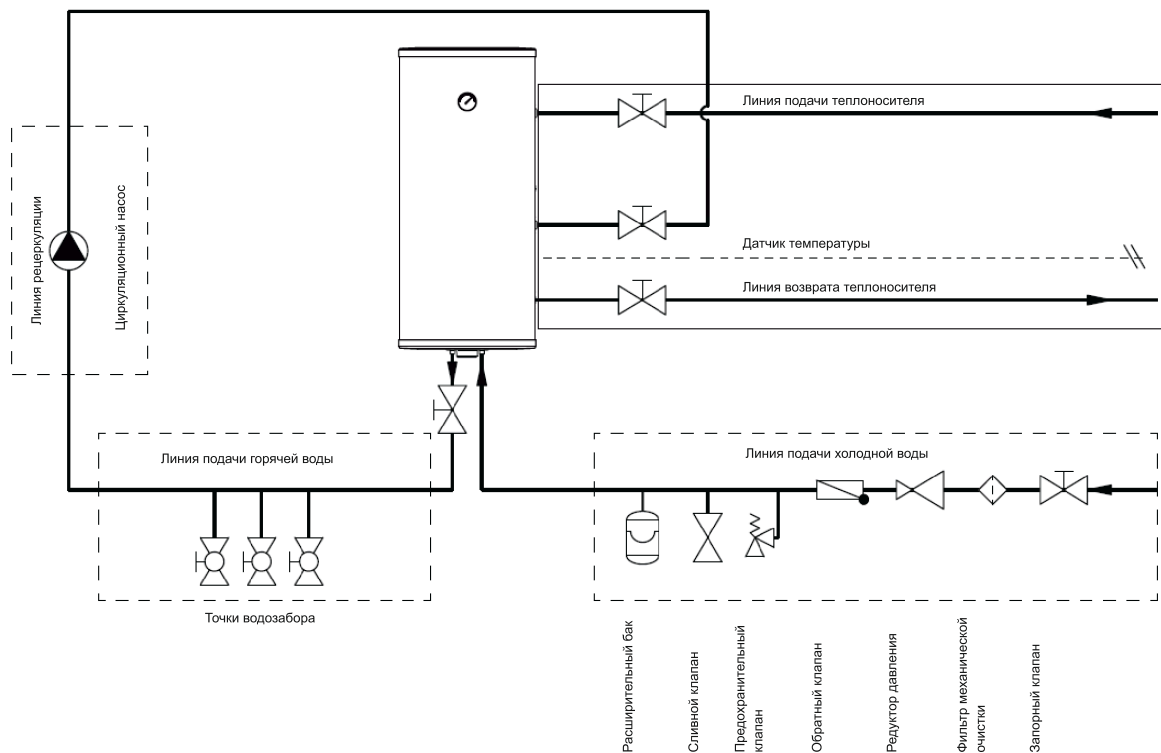 Линия подачи теплоносителя
Линия рецеркуляции
Циркуляционный насос
Датчик температуры
Линия возврата теплоносителя
Линия подачи горячей воды
Линия подачи холодной воды
Точки водозабора
Расширительный бак
Сливной клапан
Предохранительный
клапан
Обратный клапан
Редуктор давления
Фильтр механической
очистки
Запорный клапан